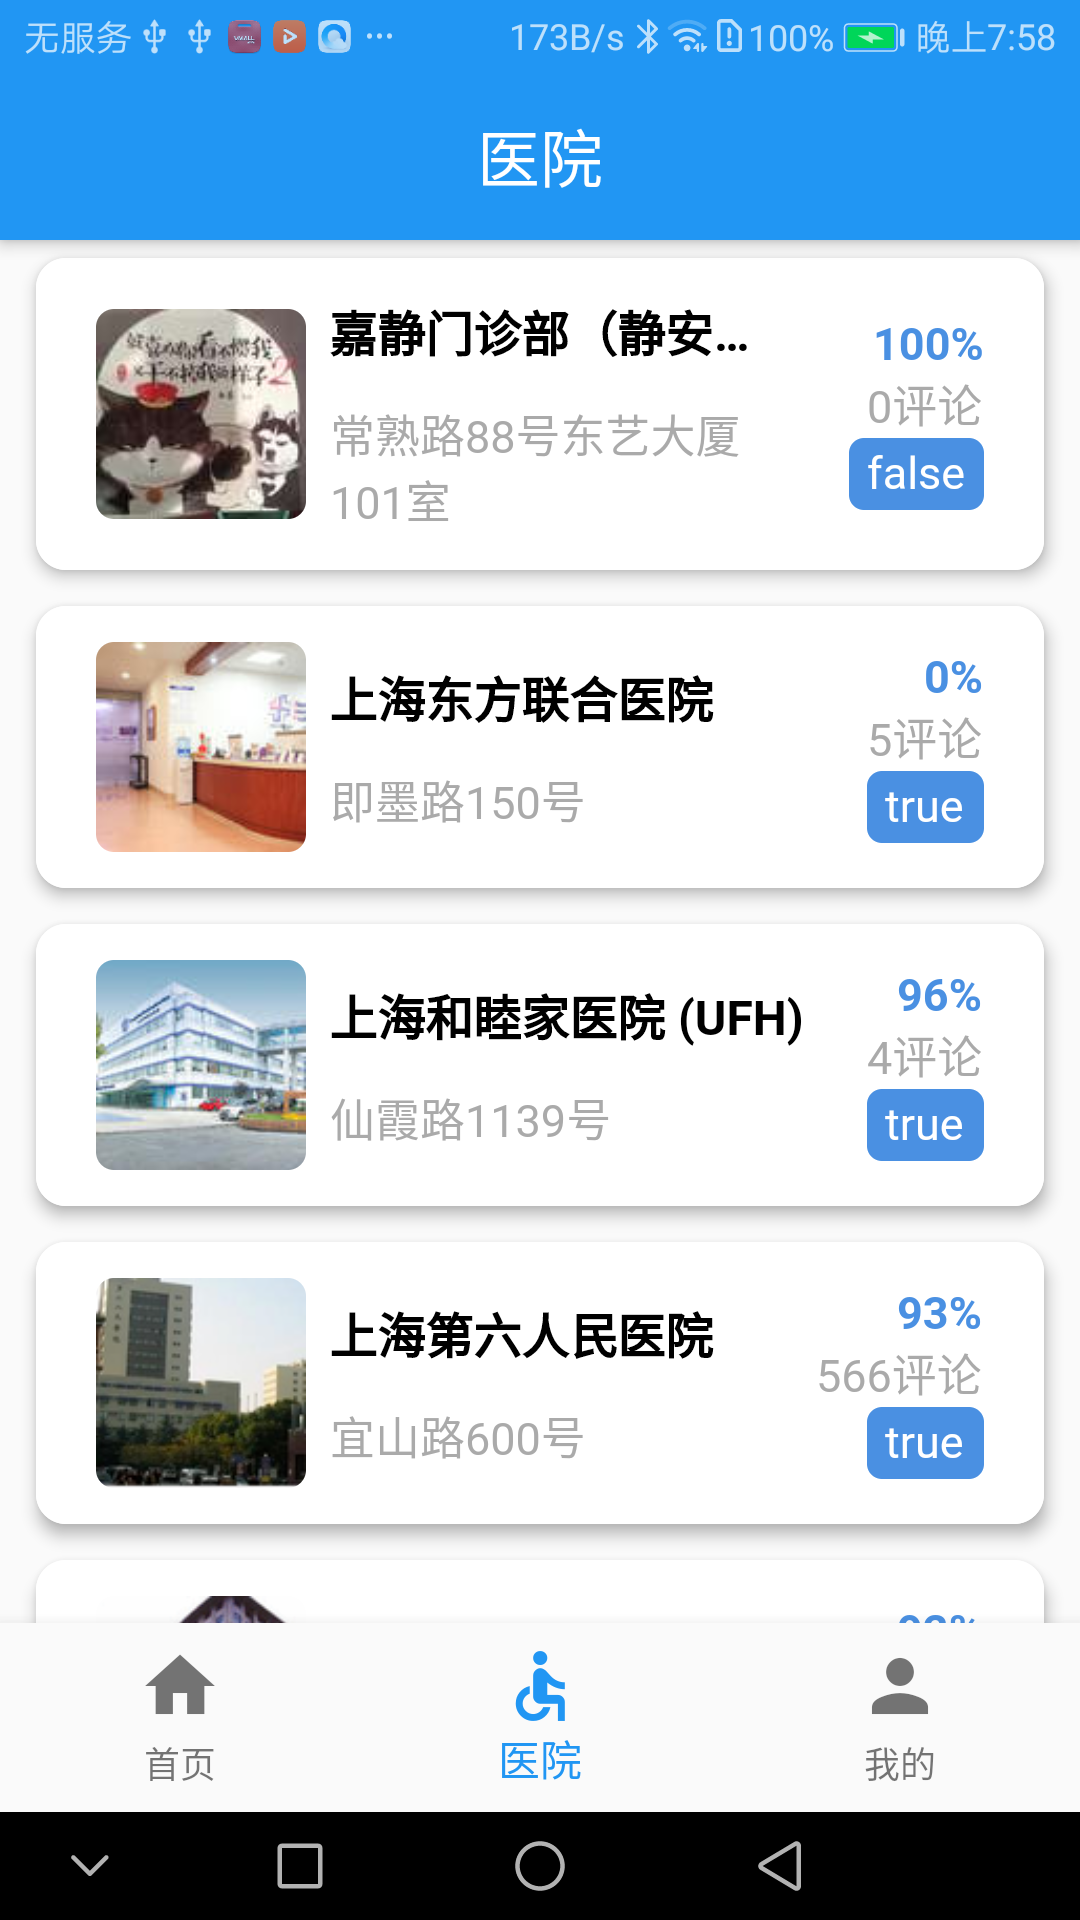 无服务 173B/s 100% 晚上7:58
医院
嘉静门诊部（静安...
100%
0评论
常熟路88号东艺大厦
101室
false
上海东方联合医院
0%
5评论
即墨路150号
true
上海和睦家医院 (UFH)
96%
4评论
仙霞路1139号
true
上海第六人民医院
93%
566评论
宜山路600号
true
首页
医院
我的